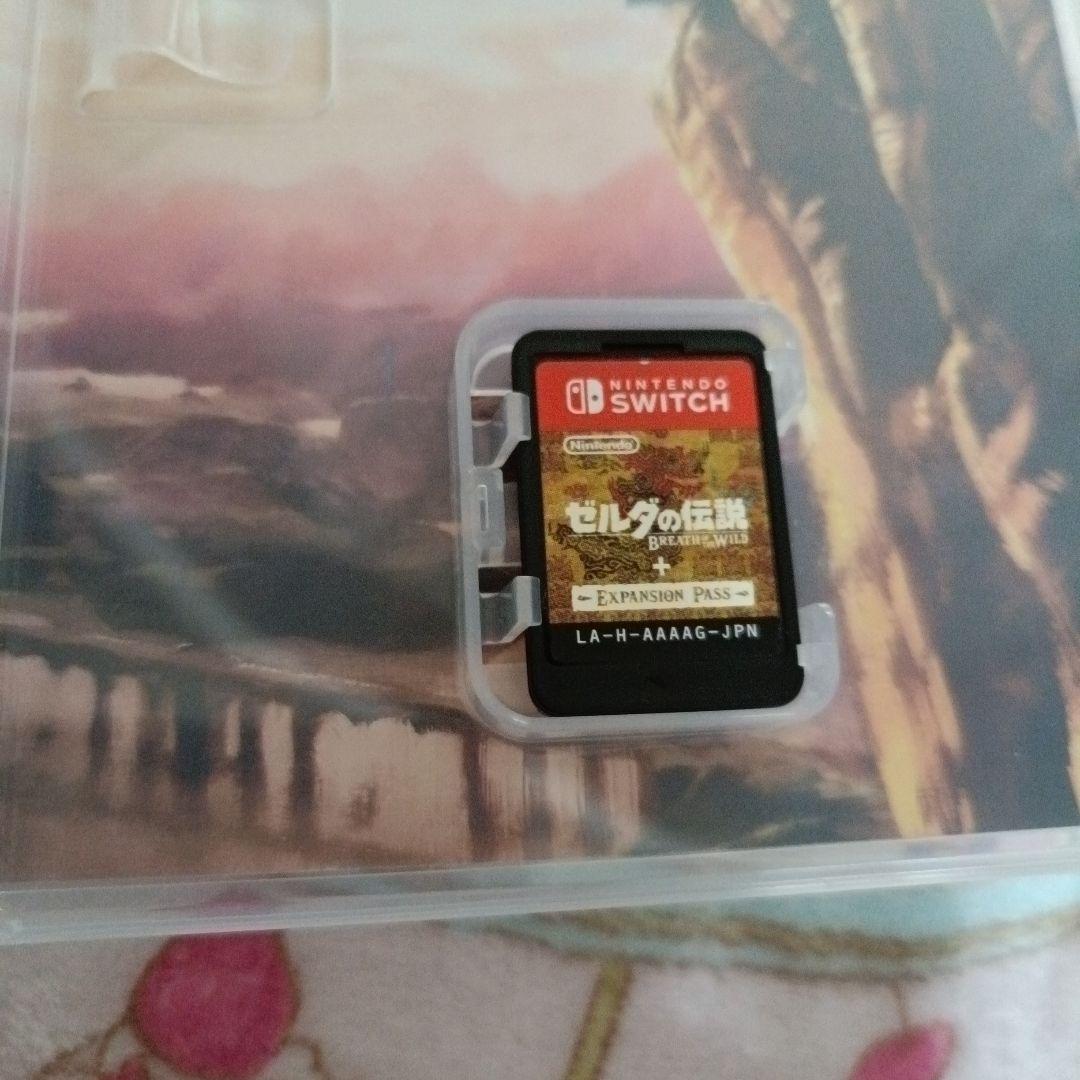 NINTENDO
SWITCH
Nintendo
ゼルダの伝説
BREATH OF THE WILD
+
EXPANSION PASS
LA-H-AAAAG-JPN